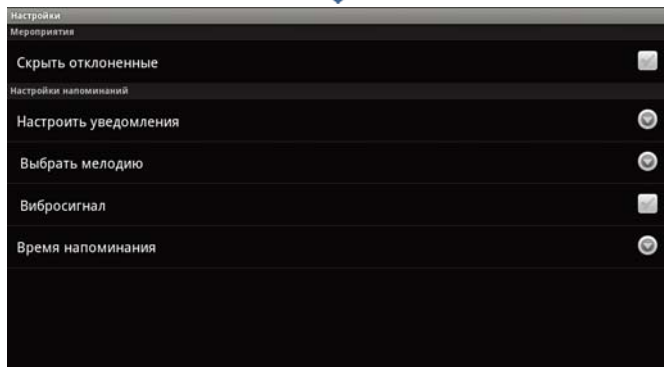 Настройки
Мероприятия
Скрыть отклоненные
Настройки напоминаний
Настроить уведомления
Выбрать мелодию
Вибросигнал
Время напоминания